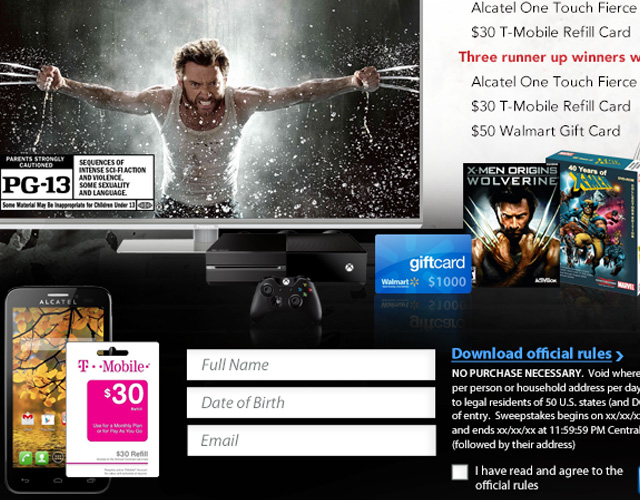 Alcatel One Touch Fierce
$30 T-Mobile Refill Card
Three runner up winners w
Alcatel One Touch Fierce
$30 T-Mobile Refill Card
$50 Walmart Gift Card
PARENTS STRONGLY CAUTIONED
PG-13
SEQUENCES OF
INTENSE SCI-FI ACTION
AND VIOLENCE,
SOME SEXUALITY
AND LANGUAGE.
Some Material May Be Inappropriate for Children Under 13
X-MEN ORIGINS
WOLVERINE
ACTIVISION
40 Years of
X-MEN
MARVEL
giftcard
Walmart $1000
ALCATEL
T··Mobile·
$30
Use for a Monthly Plan
or for Pay As You Go
$30 Refill
Full Name
Date of Birth
Email
Download official rules ›
NO PURCHASE NECESSARY. Void where
per person or household address per day
to legal residents of 50 U.S. states (and D
of entry. Sweepstakes begins on xx/xx/x
and ends xx/xx/xx at 11:59:59 PM Central
(followed by their address)
I have read and agree to the
official rules